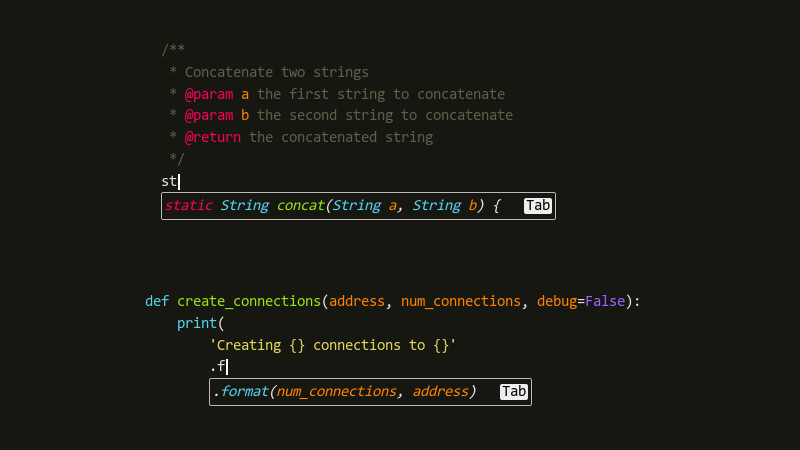 /**
 * Concatenate two strings
 * @param a the first string to concatenate
 * @param b the second string to concatenate
 * @return the concatenated string
 */
st
static String concat(String a, String b) { Tab
def create_connections(address, num_connections, debug=False):
    print(
        'Creating {} connections to {}'
        .f
        .format(num_connections, address) Tab